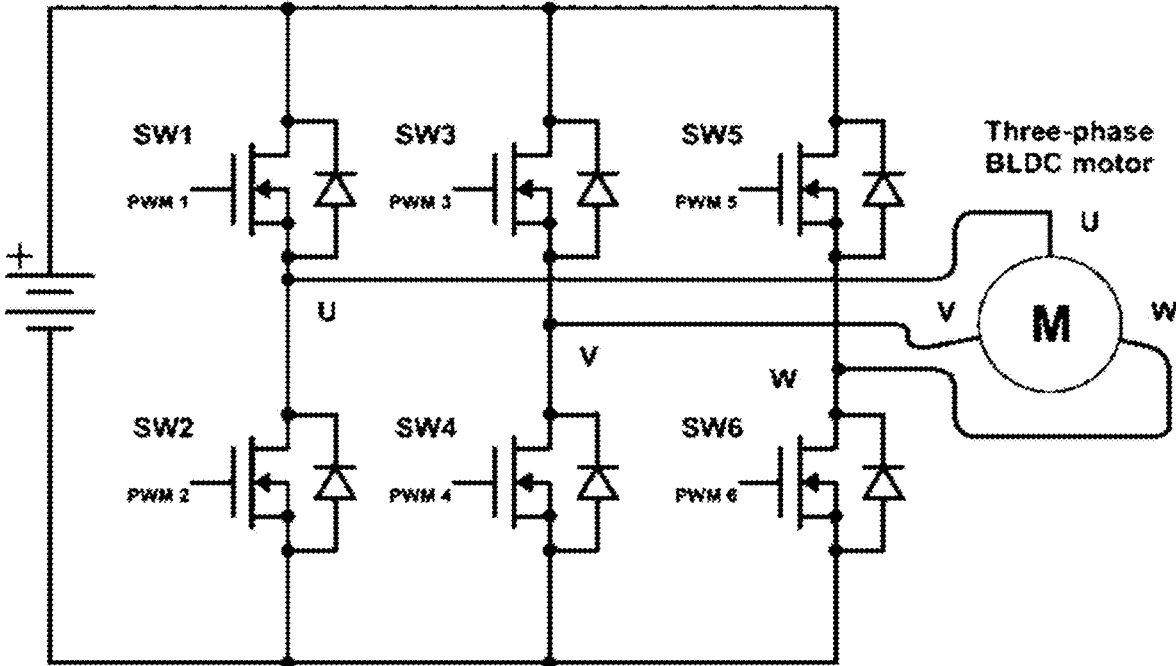 SW1
SW3
SW5
Three-phase
BLDC motor
PWM 1
PWM 3
PWM 5
U
+
U
V
M
W
V
W
SW2
SW4
SW6
PWM 2
PWM 4
PWM 6